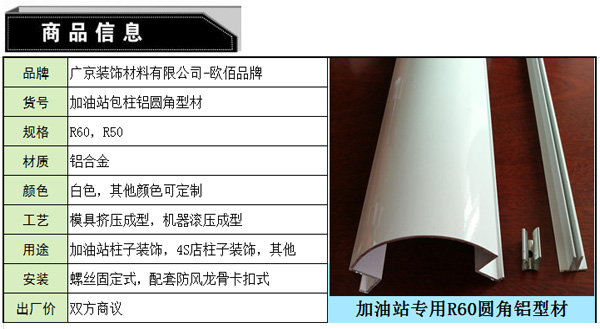 商品信息
品牌 广京装饰材料有限公司-欧佰品牌
货号 加油站包柱铝圆角型材
规格 R60，R50
材质 铝合金
颜色 白色，其他颜色可定制
工艺 模具挤压成型，机器滚压成型
用途 加油站柱子装饰，4S店柱子装饰，其他
安装 螺丝固定式，配套防风龙骨卡扣式
出厂价 双方商议
加油站专用R60圆角铝型材